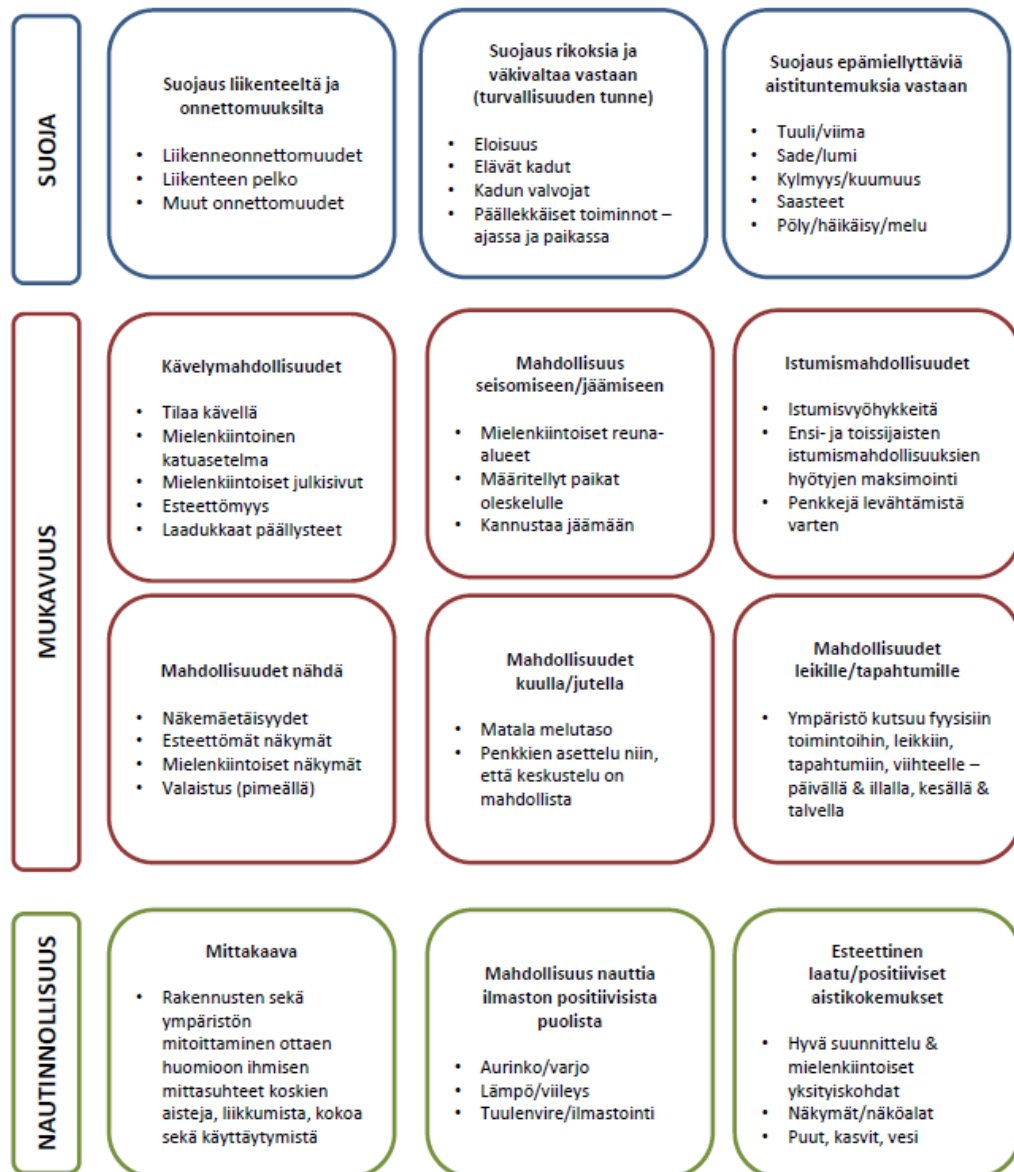 SUOJA
Suojaus liikenteeltä ja
onnettomuuksilta
• Liikenneonnettomuudet
• Liikenteen pelko
• Muut onnettomuudet
Suojaus rikoksia ja
väkivaltaa vastaan
(turvallisuuden tunne)
• Eloisuus
• Elävät kadut
• Kadun valvojat
• Päällekkäiset toiminnot –
ajassa ja paikassa
Suojaus epämiellyttäviä
aistituntemuksia vastaan
• Tuuli/viima
• Sade/lumi
• Kylmyys/kuumuus
• Saasteet
• Pöly/häikäisy/melu
MUKAVUUS
Kävelymahdollisuudet
• Tilaa kävellä
• Mielenkiintoinen
katuasetelma
• Mielenkiintoiset julkisivut
• Esteettömyys
• Laadukkaat päällysteet
Mahdollisuus
seisomiseen/jäämiseen
• Mielenkiintoiset reuna-
alueet
• Määritellyt paikat
oleskelulle
• Kannustaa jäämään
Istumismahdollisuudet
• Istumisvyöhykkeitä
• Ensi- ja toissijaisten
istumismahdollisuuksien
hyötyjen maksimointi
• Penkkejä levähtämistä
varten
Mahdollisuudet nähdä
• Näkemäetäisyydet
• Esteettömät näkymät
• Mielenkiintoiset näkymät
• Valaistus (pimeällä)
Mahdollisuudet
kuulla/jutella
• Matala melutaso
• Penkkien asettelu niin,
että keskustelu on
mahdollista
Mahdollisuudet
leikille/tapahtumille
• Ympäristö kutsuu fyysisiin
toimintoihin, leikkiin,
tapahtumiin, viihteelle –
päivällä & illalla, kesällä &
talvella
NAUTINNOLLISUUS
Mittakaava
• Rakennusten sekä
ympäristön
mitoittaminen ottaen
huomioon ihmisen
mittasuhteet koskien
aisteja, liikkumista, kokoa
sekä käyttäytymistä
Mahdollisuus nauttia
ilmaston positiivisista
puolista
• Aurinko/varjo
• Lämpö/viileys
• Tuulenvire/ilmastointi
Esteettinen
laatu/positiiviset
aistikokemukset
• Hyvä suunnittelu &
mielenkiintoiset
yksityiskohdat
• Näkymät/näköalat
• Puut, kasvit, vesi